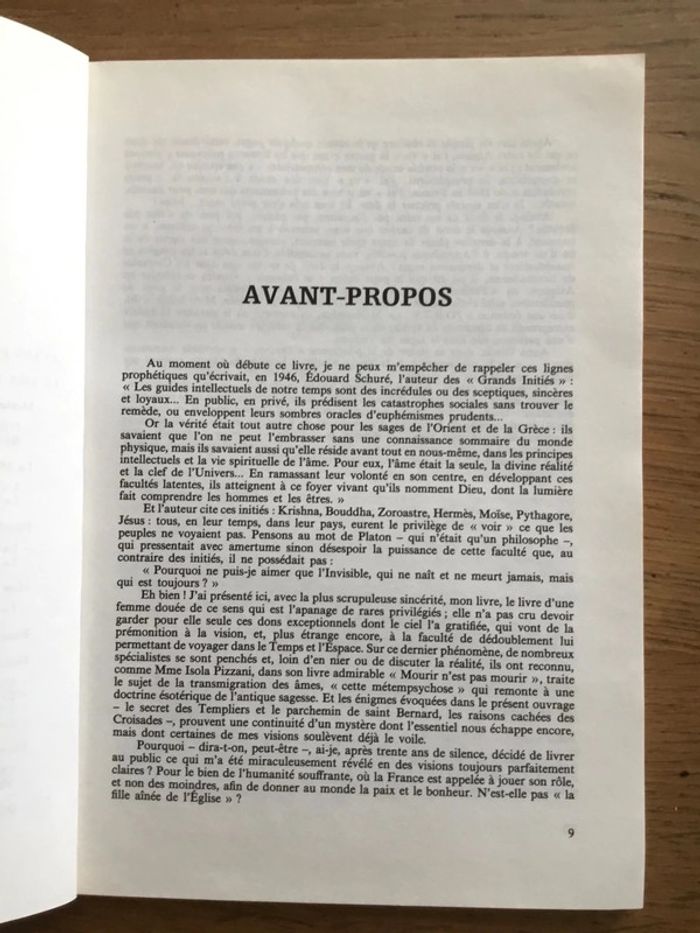 AVANT-PROPOS
Au moment où débute ce livre, je ne peux m'empêcher de rappeler ces lignes
prophétiques qu'écrivait, en 1946, Édouard Schuré, l'auteur des « Grands Initiés » :
« Les guides intellectuels de notre temps sont des incrédules ou des sceptiques, sincères
et loyaux... En public, en privé, ils prédisent les catastrophes sociales sans trouver le
remède, ou enveloppent leurs sombres oracles d'euphémismes prudents...
Or la vérité était tout autre chose pour les sages de l'Orient et de la Grèce : ils
savaient que l'on ne peut l'embrasser sans une connaissance sommaire du monde
physique, mais ils savaient aussi qu'elle réside avant tout en nous-même, dans les principes
intellectuels et la vie spirituelle de l'âme. Pour eux, l'âme était la seule, la divine réalité
et la clef de l'Univers... En ramassant leur volonté en son centre, en développant ces
facultés latentes, ils atteignent à ce foyer vivant qu'ils nomment Dieu, dont la lumière
fait comprendre les hommes et les êtres. »
Et l'auteur cite ces initiés : Krishna, Bouddha, Zoroastre, Hermès, Moïse, Pythagore,
Jésus : tous, en leur temps, dans leur pays, eurent le privilège de « voir » ce que les
peuples ne voyaient pas. Pensons au mot de Platon – qui n'était qu'un philosophe –,
qui pressentait avec amertume sinon désespoir la puissance de cette faculté que, au
contraire des initiés, il ne possédait pas :
« Pourquoi ne puis-je aimer que l'Invisible, qui ne naît et ne meurt jamais, mais
qui est toujours ? »
Eh bien ! J'ai présenté ici, avec la plus scrupuleuse sincérité, mon livre, le livre d'une
femme douée de ce sens qui est l'apanage de rares privilégiés ; elle n'a pas cru devoir
garder pour elle seule ces dons exceptionnels dont le ciel l'a gratifiée, qui vont de la
prémonition à la vision, et, plus étrange encore, à la faculté de dédoublement lui
permettant de voyager dans le Temps et l'Espace. Sur ce dernier phénomène, de nombreux
spécialistes se sont penchés et, loin d'en nier ou de discuter la réalité, ils ont reconnu,
comme Mme Isola Pizzani, dans son livre admirable « Mourir n'est pas mourir », traite
le sujet de la transmigration des âmes, « cette métempsychose » qui remonte à une
doctrine ésotérique de l'antique sagesse. Et les énigmes évoquées dans le présent ouvrage
– le secret des Templiers et le parchemin de saint Bernard, les raisons cachées des
Croisades –, prouvent une continuité d'un mystère dont l'essentiel nous échappe encore,
mais dont certaines de mes visions soulèvent déjà le voile.
Pourquoi – dira-t-on, peut-être –, ai-je, après trente ans de silence, décidé de livrer
au public ce qui m'a été miraculeusement révélé en des visions toujours parfaitement
claires ? Pour le bien de l'humanité souffrante, où la France est appelée à jouer son rôle,
et non des moindres, afin de donner au monde la paix et le bonheur. N'est-elle pas « la
fille aînée de l'Église » ?
9